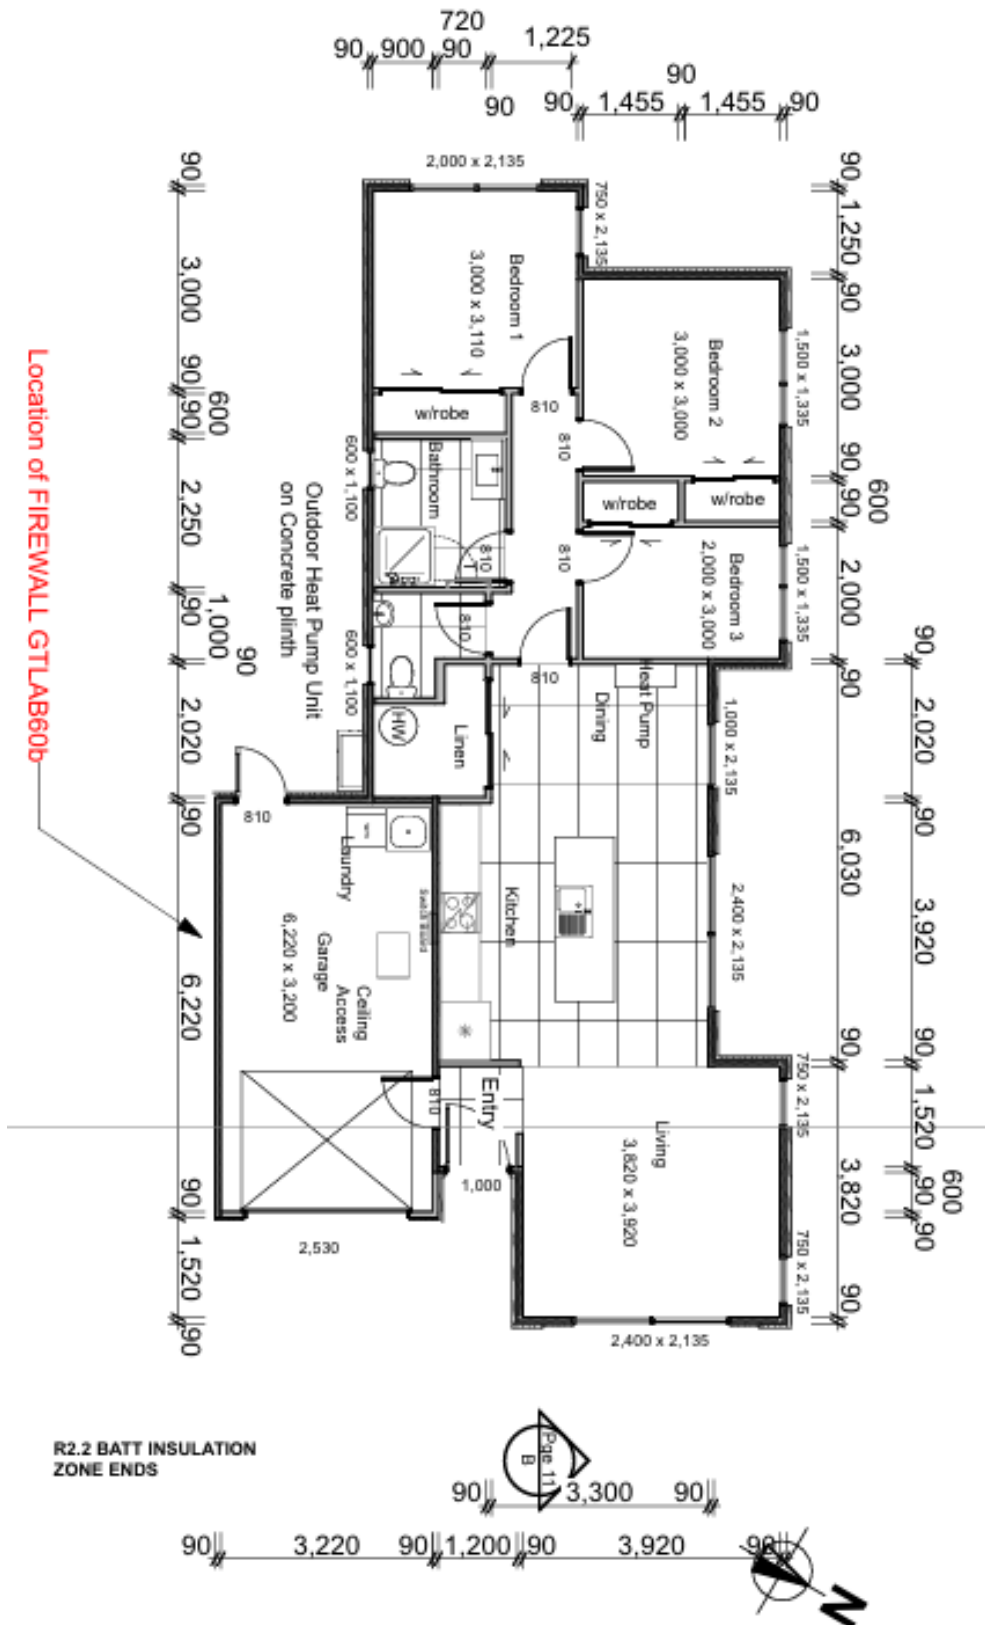 720
90 900 90 1,225
90
90 90 1,455 1,455 90
2,000 x 2,135
750 x 2,135
90
3,000
90
90
600
2,250
90
1,000
90
2,020
90
6,220
90
1,520
90
90
1,250
90
3,000
90
90
600
2,000
90
6,030
90
3,820
90
90
2,020
90
3,920
90
1,520
90
600
90
Bedroom 1
3,000 x 3,110
Bedroom 2
3,000 x 3,000
1,500 x 1,335
w/robe
810
810
w/robe
w/robe
Bathroom
600 x 1,100
810
810
Bedroom 3
2,000 x 3,000
1,500 x 1,335
Outdoor Heat Pump Unit
on Concrete plinth
600 x 1,100
810
810
Location of FIREWALL GTLAB60b
HW
Linen
Dining
Heat Pump
1,000 x 2,135
810
Laundry
Kitchen
2,400 x 2,135
Garage
6,220 x 3,200
Ceiling
Access
810
Entry
1,000
Living
3,820 x 3,920
750 x 2,135
750 x 2,135
2,530
2,400 x 2,135
R2.2 BATT INSULATION
ZONE ENDS
Pge 11
B
90 3,300 90
90 3,220 90 1,200 90 3,920 90
N